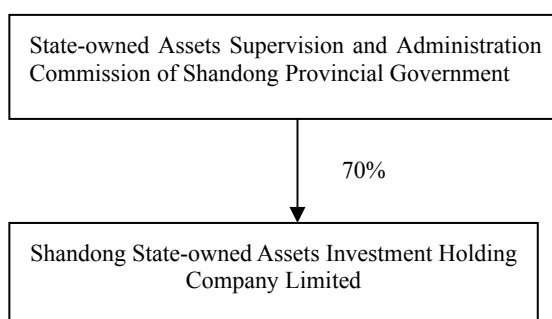 State-owned Assets Supervision and Administration
Commission of Shandong Provincial Government
70%
Shandong State-owned Assets Investment Holding
Company Limited